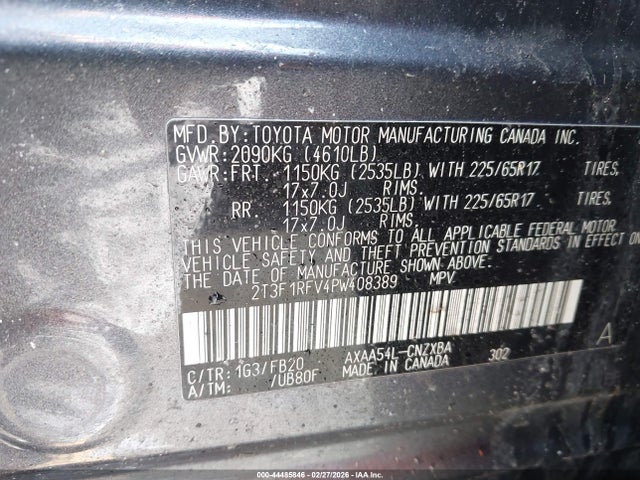 MFD.BY:TOYOTA MOTOR MANUFACTURING CANADA INC.
GVWR:2090KG (4610LB)
GAWR:FRT 1150KG (2535LB) WITH 225/65R17 TIRES,
17x7.0J RIMS.
RR 1150KG (2535LB) WITH 225/65R17 TIRES,
17x7.0J RIMS.
THIS VEHICLE CONFORMS TO ALL APPLICABLE FEDERAL MOTOR
VEHICLE SAFETY AND THEFT PREVENTION STANDARDS IN EFFECT ON
THE DATE OF MANUFACTURE SHOWN ABOVE.
2T3F1RFV4PW408389 MPV
C/TR:1G3/FB20 AXAA54L-CNZXBA 302 A
A/TM: /UB80F MADE IN CANADA
000-44485846 - 02/27/2026 - IAAI.COM